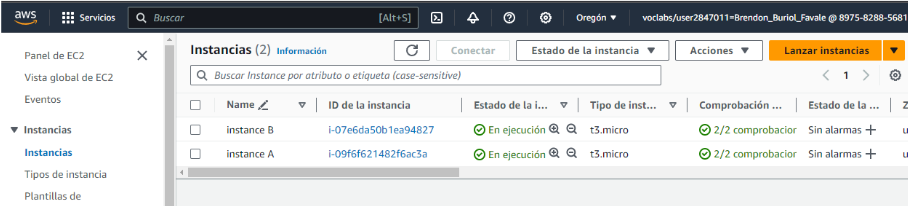 aws Servicios Buscar [Alt+S] Oregón voclabs/user2847011=Brendon_Buriol_Favale @ 8975-8288-5681
Panel de EC2
Vista global de EC2
Eventos
Instancias
Instancias
Tipos de instancia
Plantillas de
Instancias (2) Información Conectar Estado de la instancia Acciones Lanzar instancias
Buscar Instance por atributo o etiqueta (case-sensitive) 1
Name ID de la instancia Estado de la i... Tipo de inst... Comprobación ... Estado de la ... Z
instance B i-07e6da50b1ea94827 En ejecución t3.micro 2/2 comprobacior Sin alarmas u
instance A i-09f6f621482f6ac3a En ejecución t3.micro 2/2 comprobacior Sin alarmas u